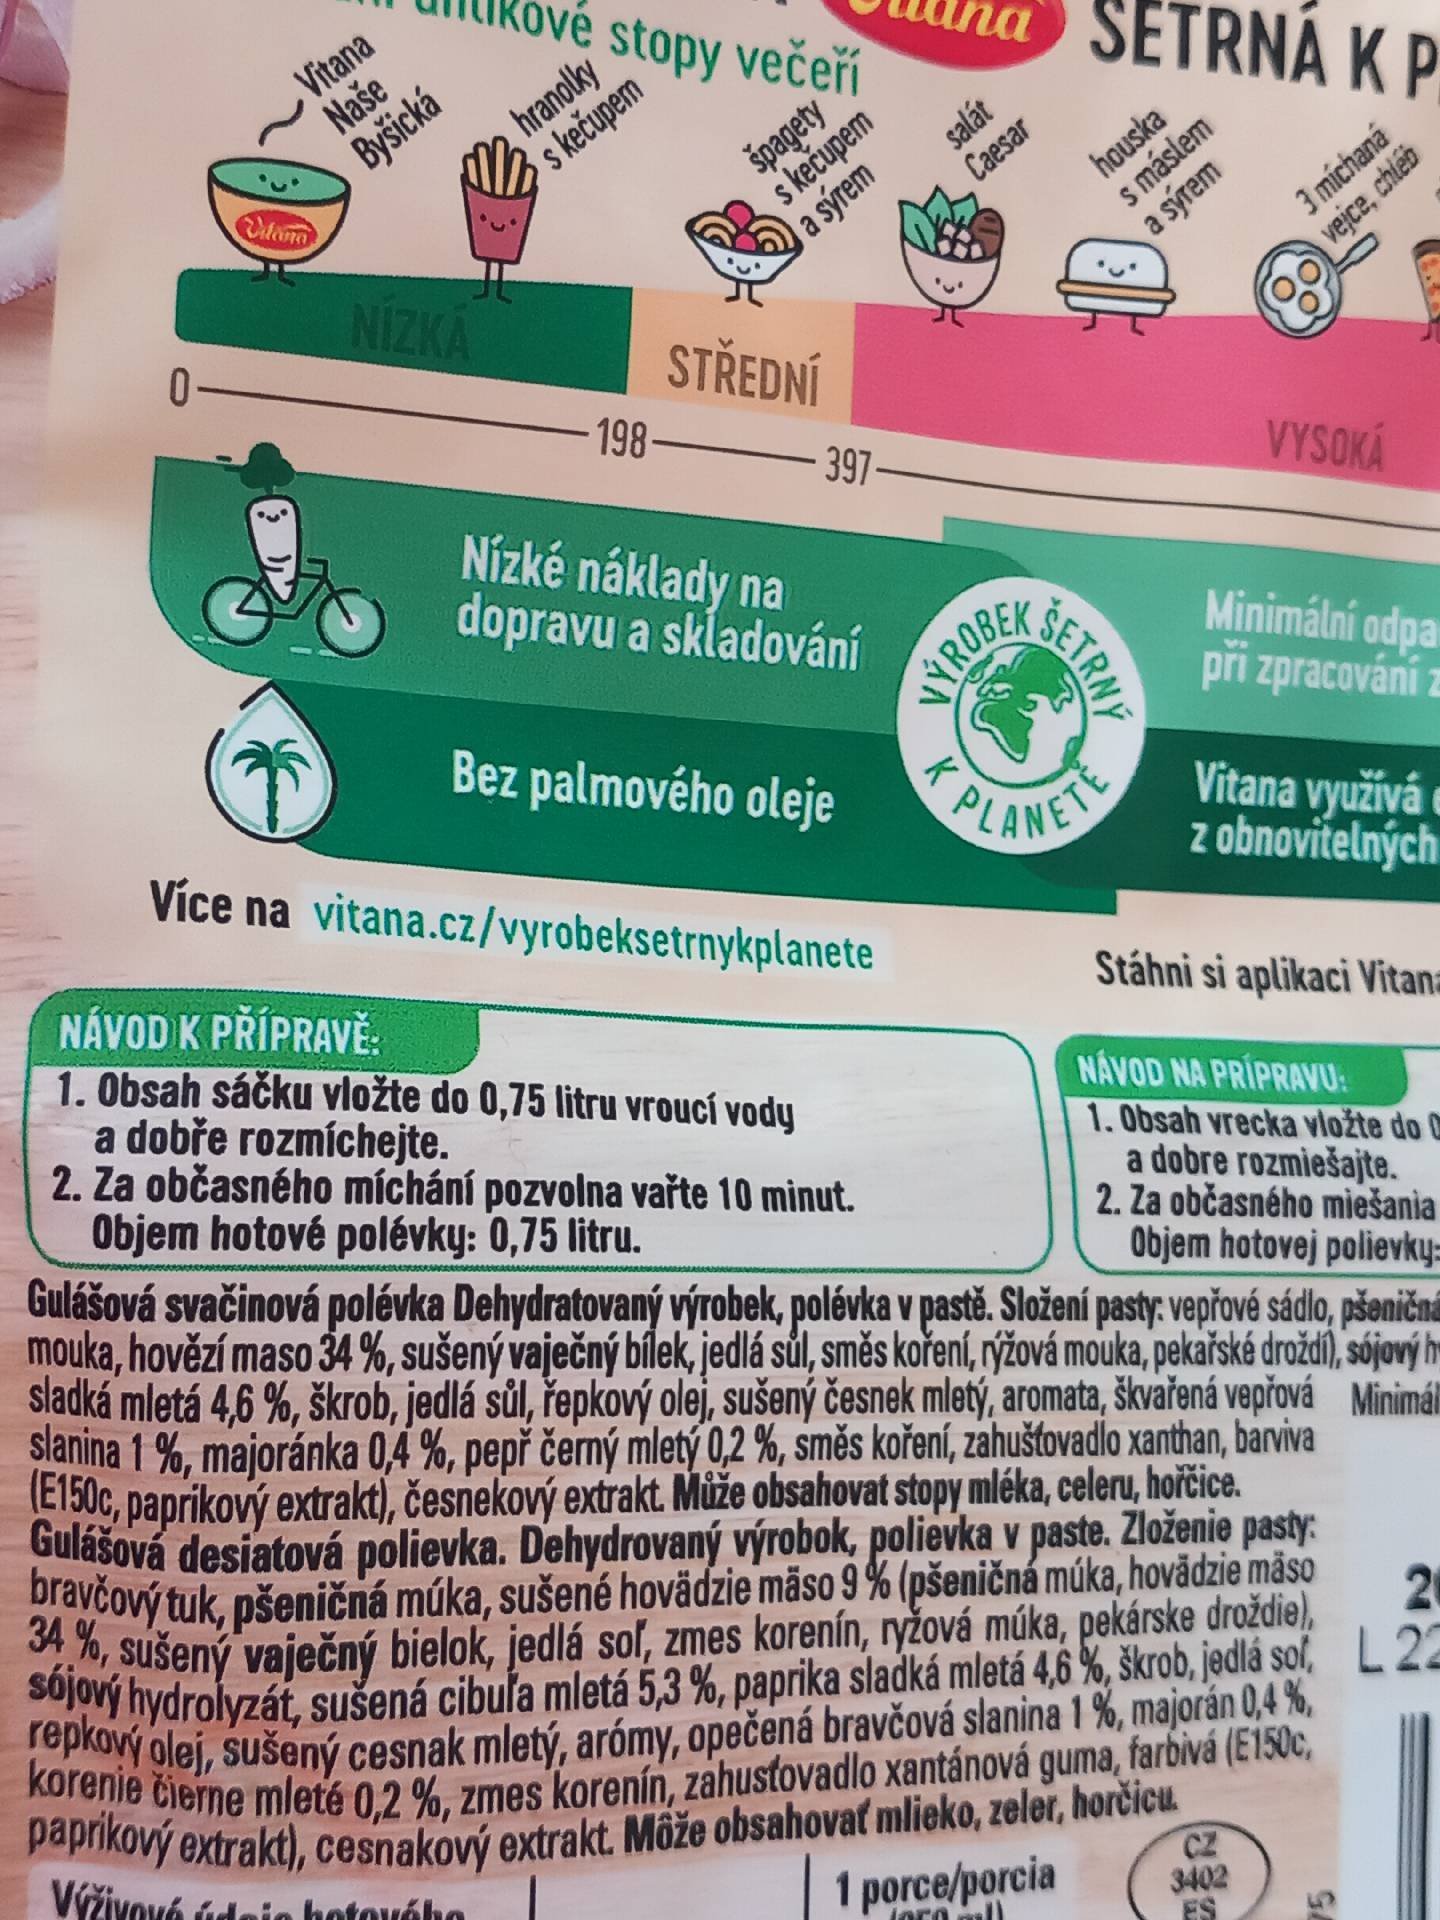 stopy večeří
Vitana
ŠETRNÁ K
Vitana
Naše
Byšická
hranolky
s kečupem
špagety
s kečupem
a sýrem
salát
Caesar
houska
s máslem
a sýrem
3 míchaná
vejce, chléb
Vitana
NÍZKÁ
STŘEDNÍ
VYSOKÁ
0
198
397
Nízké náklady na
dopravu a skladování
Bez palmového oleje
VÝROBEK ŠETRNÝ
K PLANETĚ
Minimální
při zpracování
Vitana využívá
z obnovitelných
Více na vitana.cz/vyrobeksetrnykplanete
Stáhni si aplikaci
NÁVOD K PŘÍPRAVĚ:
1. Obsah sáčku vložte do 0,75 litru vroucí vody
a dobře rozmíchejte.
2. Za občasného míchání pozvolna vařte 10 minut.
Objem hotové polévky: 0,75 litru.
NÁVOD NA PRÍPRAVU:
1. Obsah vrecka vložte do
a dobre rozmiešajte.
2. Za občasného miešania
Objem hotovej polievky:
Gulášová svačinová polévka Dehydratovaný výrobek, polévka v pastě. Složení pasty: vepřové sádlo, pšeničná
mouka, hovězí maso 34 %, sušený vaječný bílek, jedlá sůl, směs koření, rýžová mouka, pekařské droždí), sójový
sladká mletá 4,6 %, škrob, jedlá sůl, řepkový olej, sušený česnek mletý, aromata, škvařená vepřová
slanina 1 %, majoránka 0,4 %, pepř černý mletý 0,2 %, směs koření, zahušťovadlo xanthan, barviva
(E150c, paprikový extrakt), česnekový extrakt. Může obsahovat stopy mléka, celeru, hořčice.
Gulášová desiatová polievka. Dehydrovaný výrobok, polievka v paste. Zloženie pasty:
bravčový tuk, pšeničná múka, sušené hovädzie mäso 9 % (pšeničná múka, hovädzie mäso
34 %, sušený vaječný bielok, jedlá soľ, zmes korenín, ryžová múka, pekárske droždie),
sójový hydrolyzát, sušená cibuľa mletá 5,3 %, paprika sladká mletá 4,6 %, škrob, jedlá soľ,
repkový olej, sušený cesnak mletý, arómy, opečená bravčová slanina 1 %, majorán 0,4 %,
korenie čierne mleté 0,2 %, zmes korenín, zahusťovadlo xantánová guma, farbivá (E150c,
paprikový extrakt), cesnakový extrakt. Môže obsahovať mlieko, zeler, horčicu.
L 22
1 porce/porcia
CZ
3402
ES